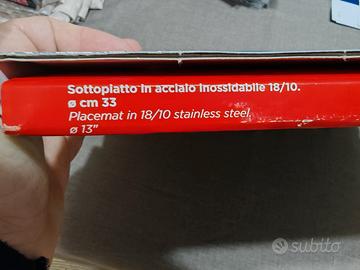 Sottopiatto in acciaio inossidabile 18/10.
ø cm 33
Placemat in 18/10 stainless steel.
ø 13"
subito